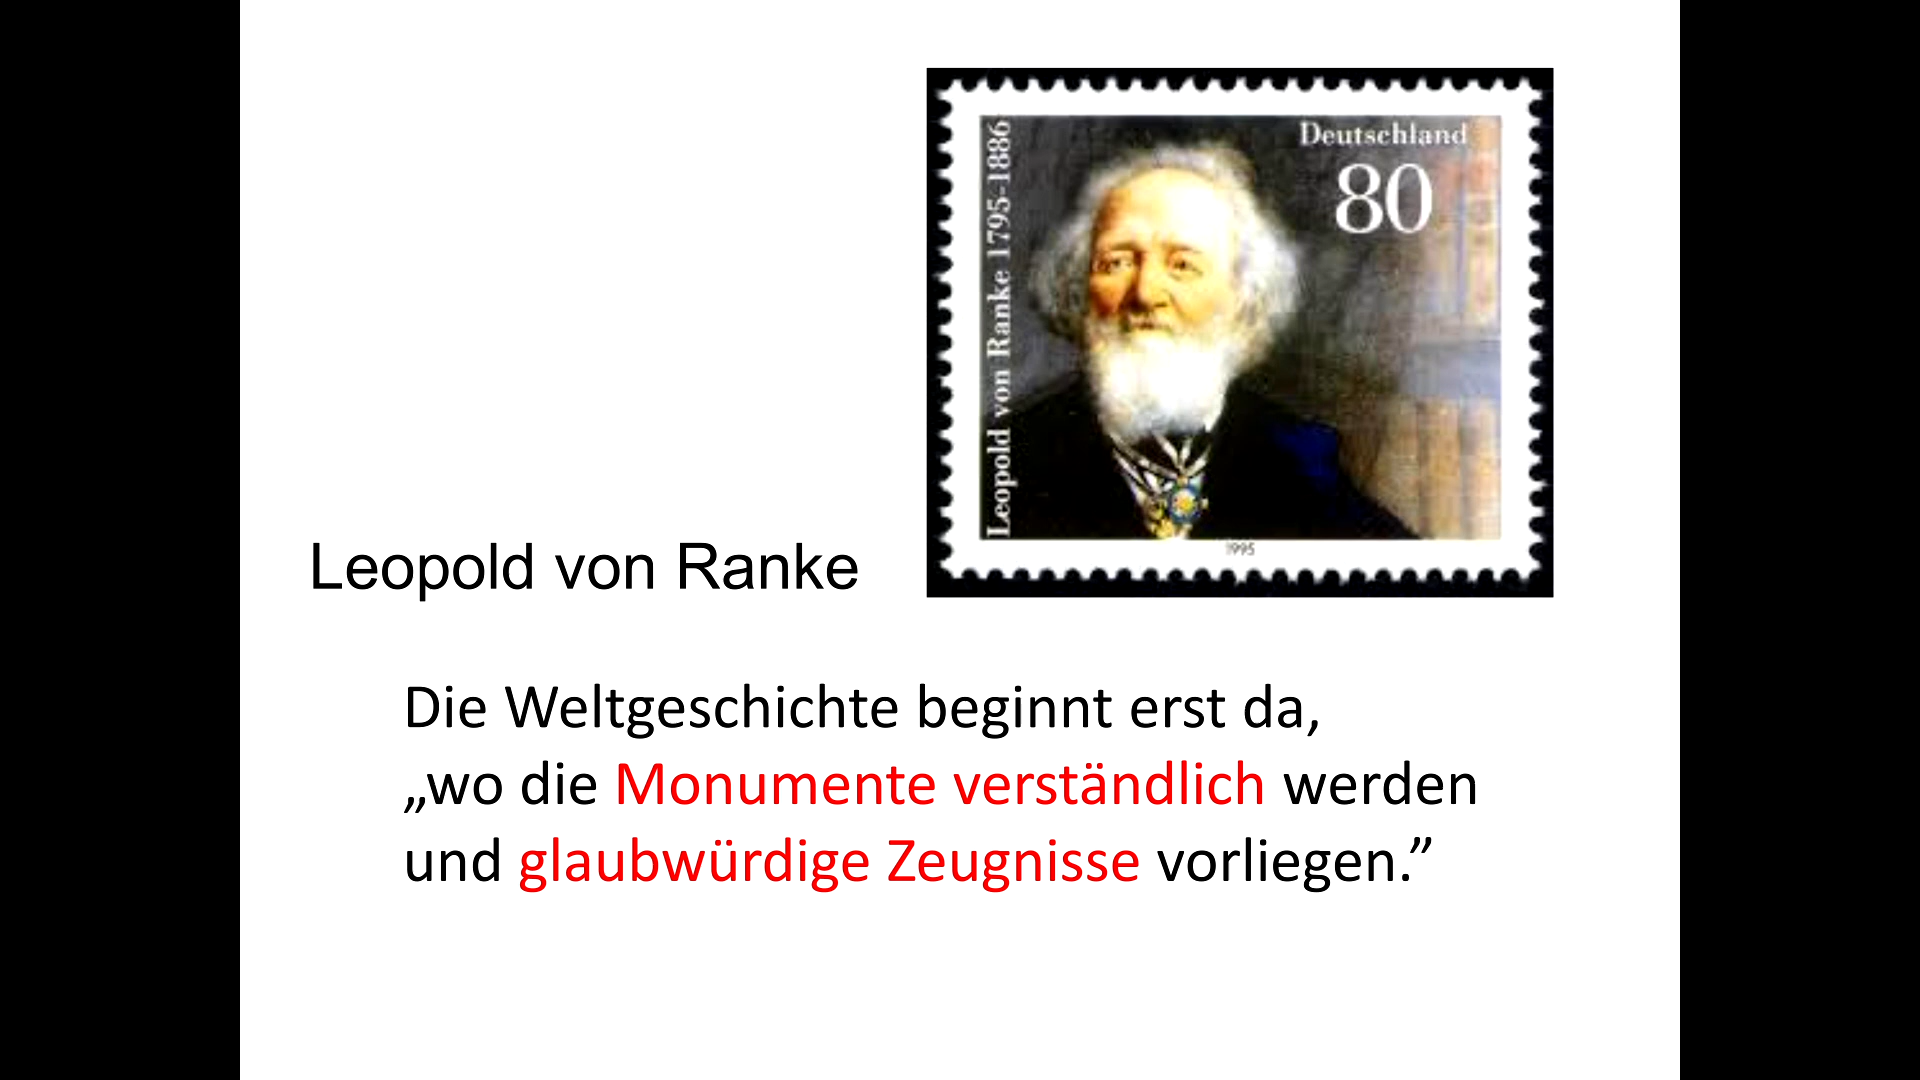 Deutschland
80
Leopold von Ranke 1795-1886
1995
Leopold von Ranke
Die Weltgeschichte beginnt erst da,
„wo die Monumente verständlich werden
und glaubwürdige Zeugnisse vorliegen.”